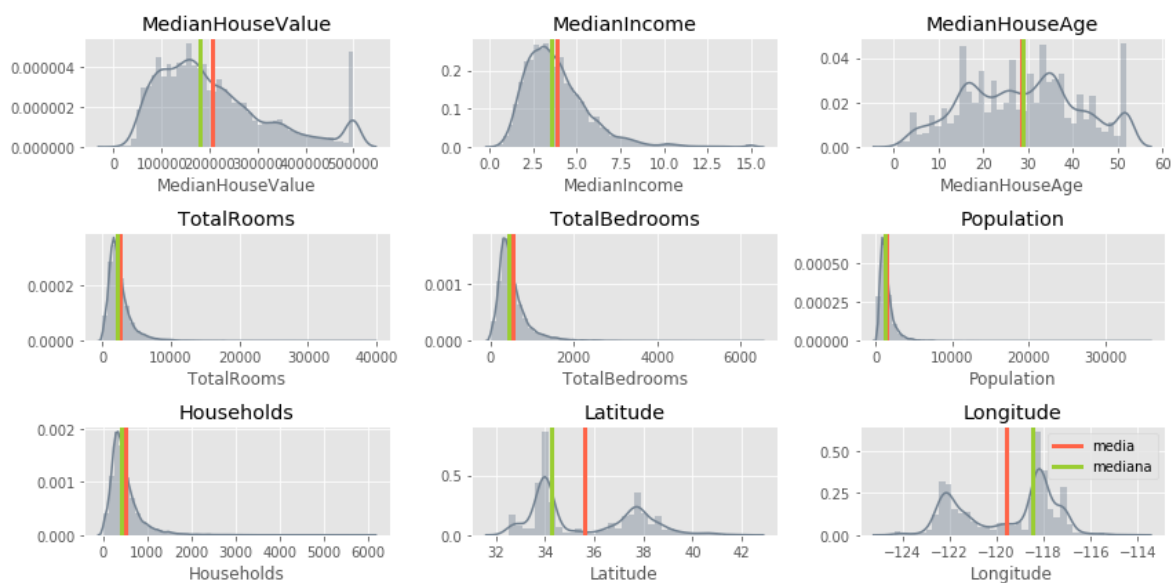 MedianHouseValue
MedianIncome
MedianHouseAge
0.000004
0.000002
0.000000
0 100000 200000 300000 400000 500000
MedianHouseValue
0.2
0.1
0.0
0.0 2.5 5.0 7.5 10.0 12.5 15.0
MedianIncome
0.04
0.02
0.00
0 10 20 30 40 50 60
MedianHouseAge
TotalRooms
TotalBedrooms
Population
0.0002
0.0000
0 10000 20000 30000 40000
TotalRooms
0.001
0.000
0 2000 4000 6000
TotalBedrooms
0.00050
0.00025
0.00000
0 10000 20000 30000
Population
Households
Latitude
Longitude
0.002
0.001
0.000
0 1000 2000 3000 4000 5000 6000
Households
0.5
0.0
32 34 36 38 40 42
Latitude
0.50
0.25
0.00
media
mediana
−124 −122 −120 −118 −116 −114
Longitude